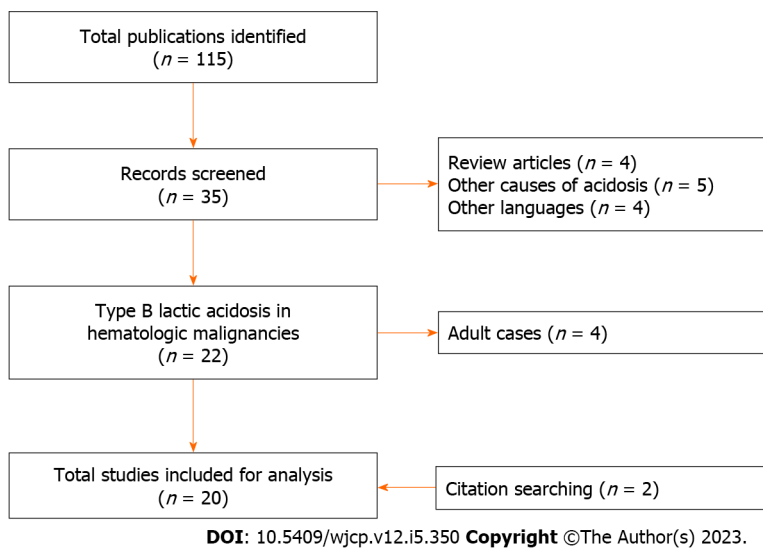 Total publications identified
(n = 115)
Records screened
(n = 35)
Review articles (n = 4)
Other causes of acidosis (n = 5)
Other languages (n = 4)
Type B lactic acidosis in
hematologic malignancies
(n = 22)
Adult cases (n = 4)
Total studies included for analysis
(n = 20)
Citation searching (n = 2)
DOI: 10.5409/wjcp.v12.i5.350 Copyright ©The Author(s) 2023.